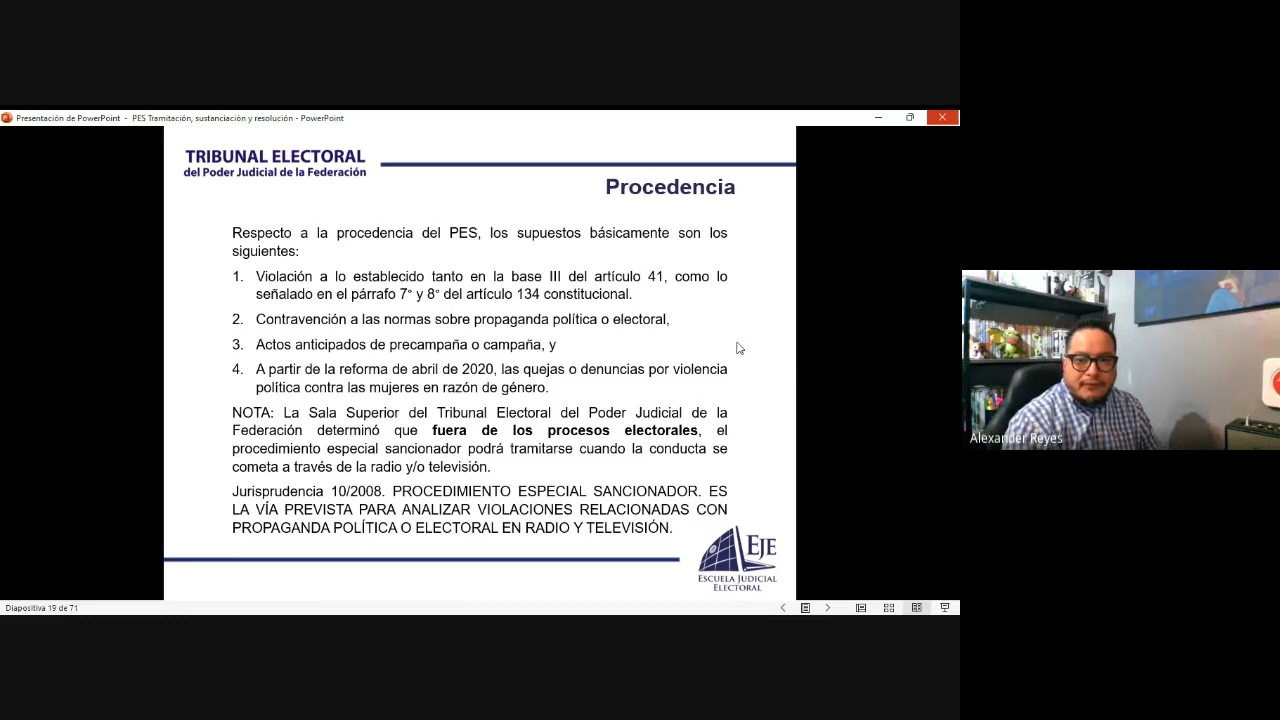 Presentación de PowerPoint - PES Tramitación, sustanciación y resolución - PowerPoint
TRIBUNAL ELECTORAL
del Poder Judicial de la Federación
Procedencia
Respecto a la procedencia del PES, los supuestos básicamente son los
siguientes:
1. Violación a lo establecido tanto en la base III del artículo 41, como lo
señalado en el párrafo 7° y 8° del artículo 134 constitucional.
2. Contravención a las normas sobre propaganda política o electoral,
3. Actos anticipados de precampaña o campaña, y
4. A partir de la reforma de abril de 2020, las quejas o denuncias por violencia
política contra las mujeres en razón de género.
NOTA: La Sala Superior del Tribunal Electoral del Poder Judicial de la
Federación determinó que fuera de los procesos electorales, el
procedimiento especial sancionador podrá tramitarse cuando la conducta se
cometa a través de la radio y/o televisión.
Jurisprudencia 10/2008. PROCEDIMIENTO ESPECIAL SANCIONADOR. ES
LA VÍA PREVISTA PARA ANALIZAR VIOLACIONES RELACIONADAS CON
PROPAGANDA POLÍTICA O ELECTORAL EN RADIO Y TELEVISIÓN.
EJE
ESCUELA JUDICIAL
ELECTORAL
Diapositiva 19 de 71
Alexander Reyes